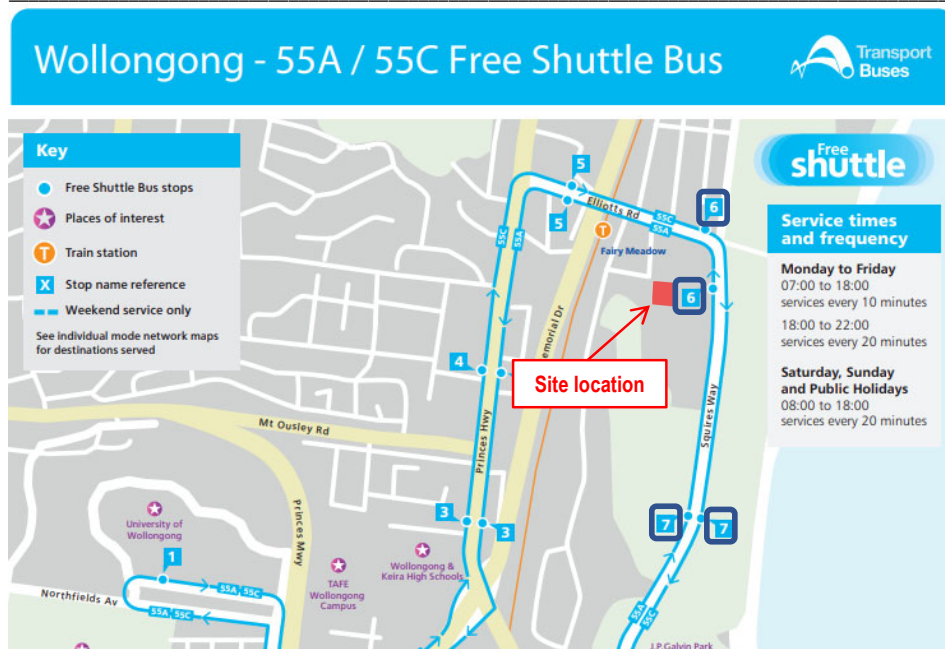 Wollongong - 55A / 55C Free Shuttle Bus
Transport
Buses
Key
Free Shuttle Bus stops
Places of interest
Train station
Stop name reference
Weekend service only
See individual mode network maps
for destinations served
T
X
Free
shuttle
Service times
and frequency
Monday to Friday
07:00 to 18:00
services every 10 minutes
18:00 to 22:00
services every 20 minutes
Saturday, Sunday
and Public Holidays
08:00 to 18:00
services every 20 minutes
5
5
Elliotts Rd
55C
55A
6
T
Fairy Meadow
6
55C
55A
emorial Dr
Site location
4
Princes Hwy
Squires Way
Mt Ousley Rd
Princes Mwy
3
3
7
7
University of
Wollongong
1
Northfields Av
55A, 55C
55A, 55C
TAFE
Wollongong
Campus
Wollongong &
Keira High Schools
55A
55C
J.P Galvin Park